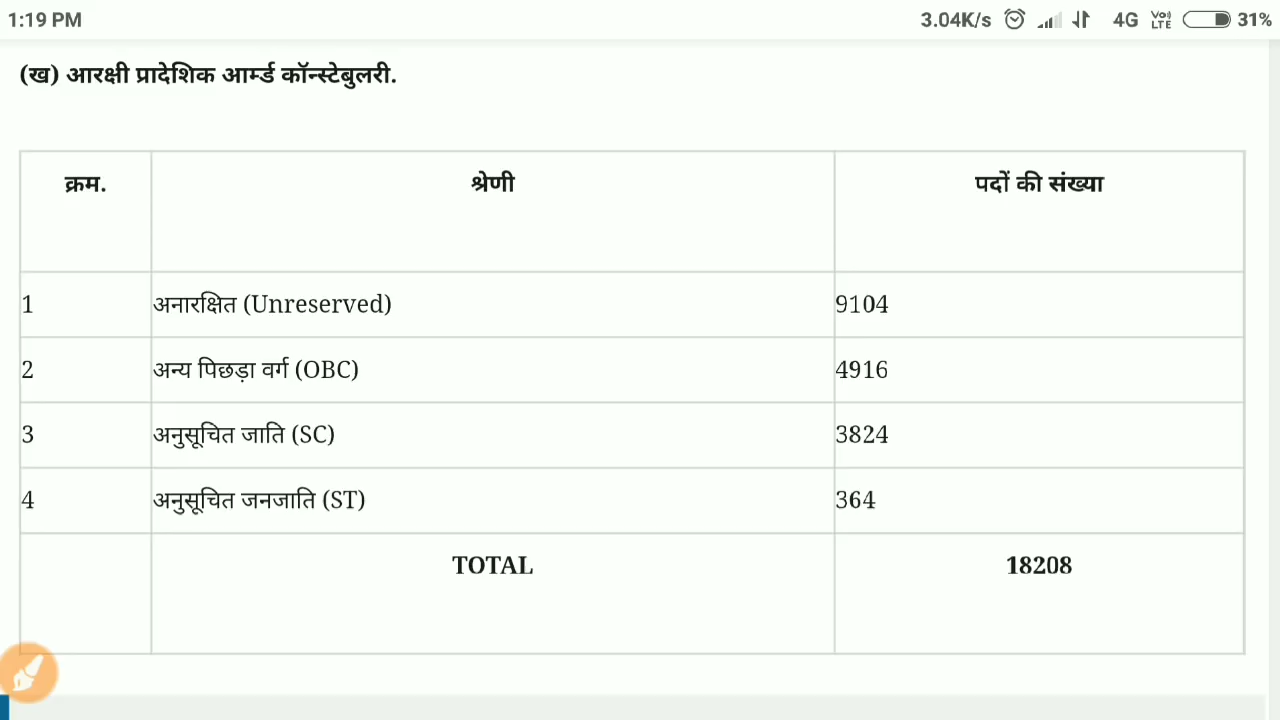 1:19 PM 3.04K/s 4G VoLTE 31%
(ख) आरक्षी प्रादेशिक आर्म्ड कॉन्स्टेबुलरी.
क्रम. श्रेणी पदों की संख्या
1 अनारक्षित (Unreserved) 9104
2 अन्य पिछड़ा वर्ग (OBC) 4916
3 अनुसूचित जाति (SC) 3824
4 अनुसूचित जनजाति (ST) 364
TOTAL 18208